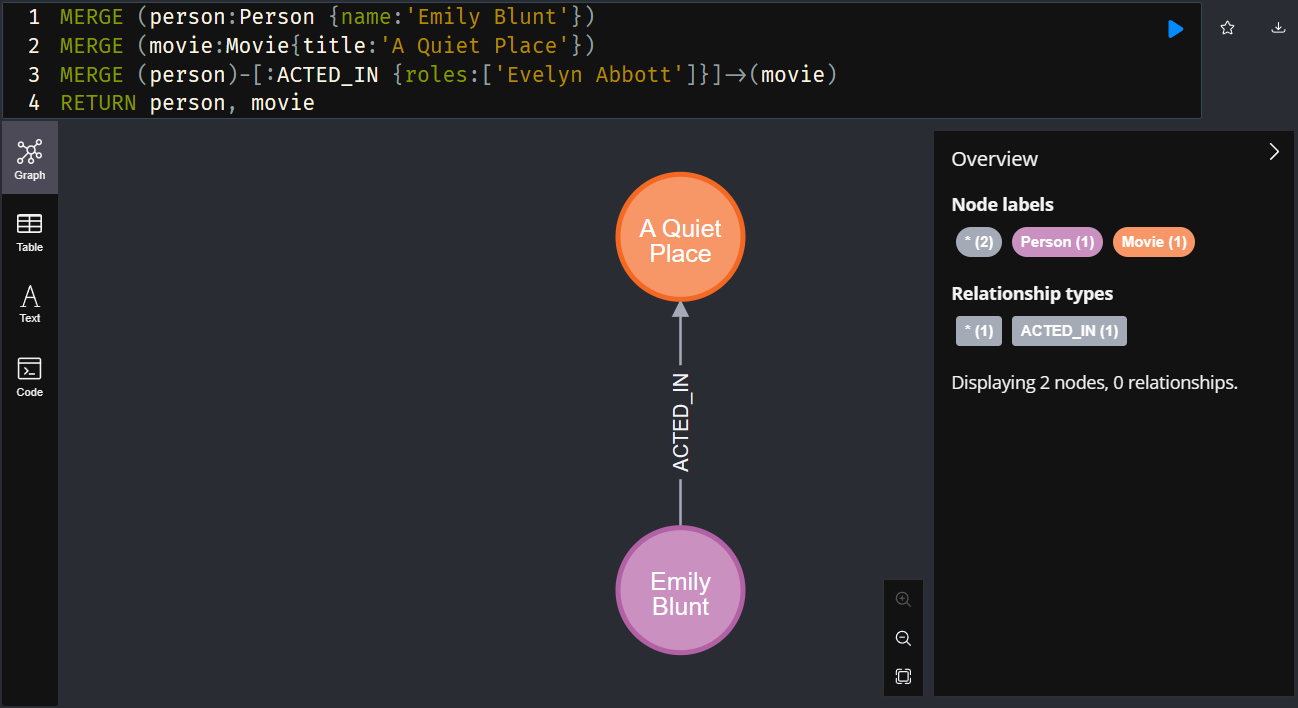 1 MERGE (person:Person {name:'Emily Blunt'})
2 MERGE (movie:Movie{title:'A Quiet Place'})
3 MERGE (person)-[:ACTED_IN {roles:['Evelyn Abbott']}]->(movie)
4 RETURN person, movie
Graph
Table
Text
Code
A Quiet
Place
ACTED_IN
Emily
Blunt
Overview
Node labels
* (2) Person (1) Movie (1)
Relationship types
* (1) ACTED_IN (1)
Displaying 2 nodes, 0 relationships.